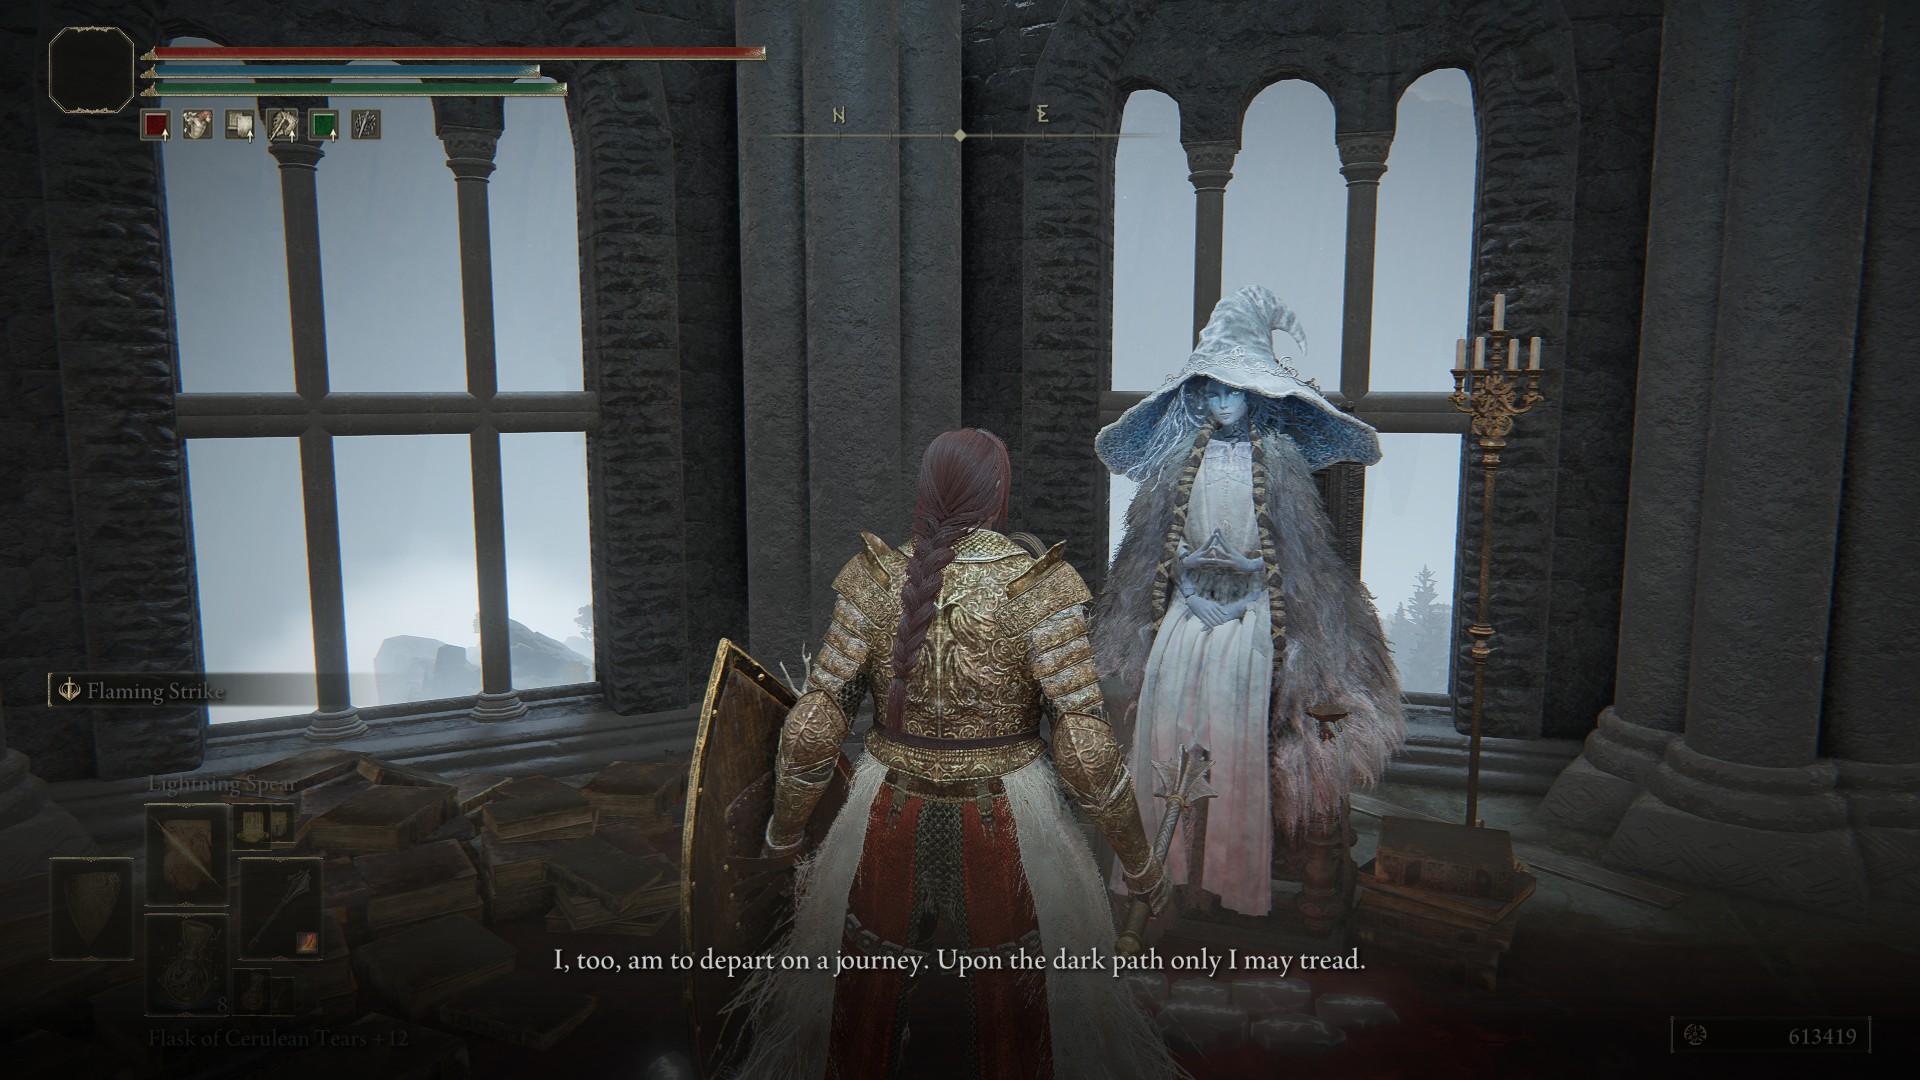 N
E
Flaming Strike
Lightning Spear
8
Flask of Cerulean Tears +12
I, too, am to depart on a journey. Upon the dark path only I may tread.
613419